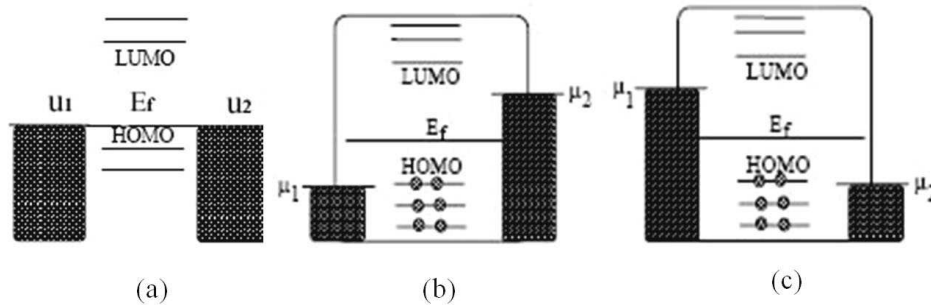 LUMO
u1 Ef u2
HOMO
(a)
LUMO
μ2
Ef
HOMO
μ1
(b)
LUMO
μ1
Ef
HOMO
μ2
(c)